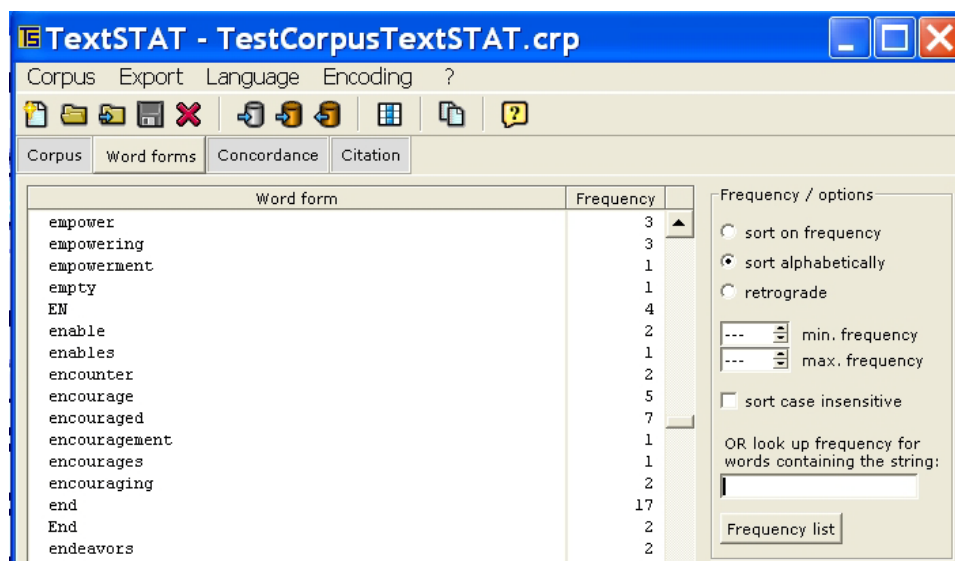 TextSTAT - TestCorpusTextSTAT.crp
Corpus Export Language Encoding ?
Corpus Word forms Concordance Citation
Word form Frequency
empower 3
empowering 3
empowerment 1
empty 1
EN 4
enable 2
enables 1
encounter 2
encourage 5
encouraged 7
encouragement 1
encourages 1
encouraging 2
end 17
End 2
endeavors 2
Frequency / options
sort on frequency
sort alphabetically
retrograde
--- min. frequency
--- max. frequency
sort case insensitive
OR look up frequency for
words containing the string:
Frequency list